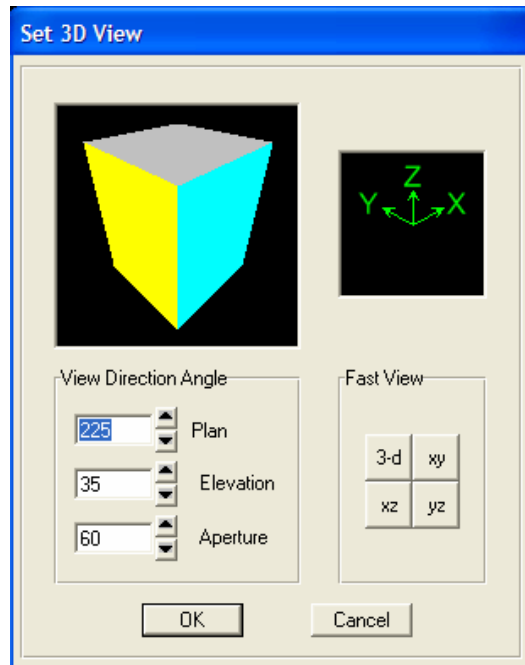 Set 3D View
Z
Y X
View Direction Angle
225 Plan
35 Elevation
60 Aperture
Fast View
3-d xy
xz yz
OK Cancel